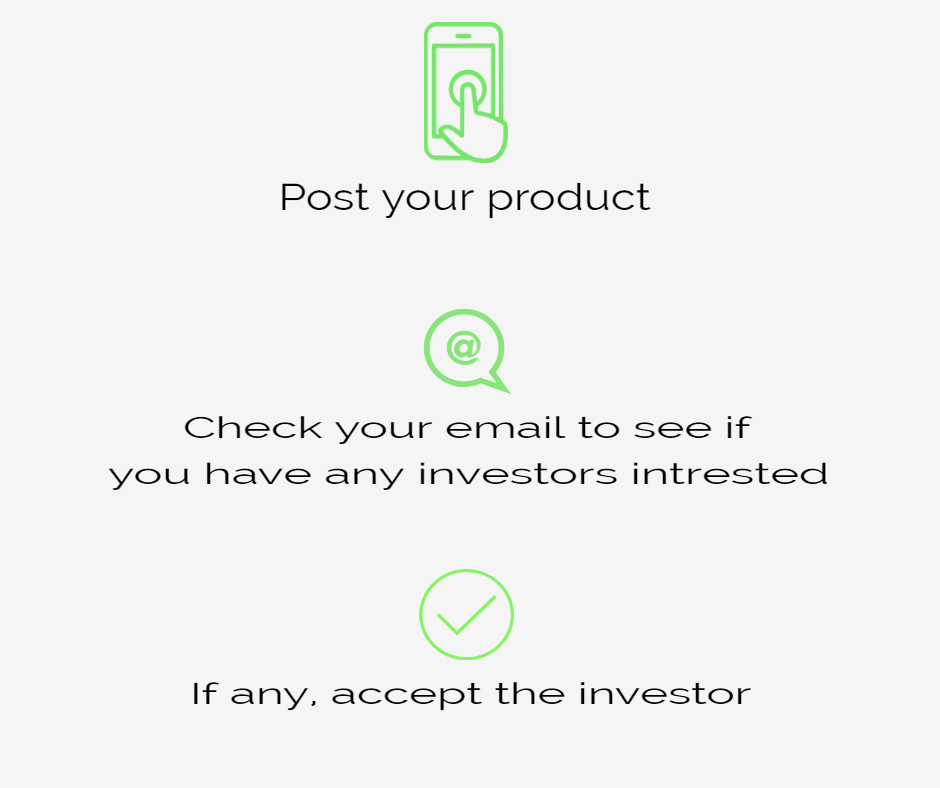 Post your product
@
Check your email to see if
you have any investors intrested
If any, accept the investor